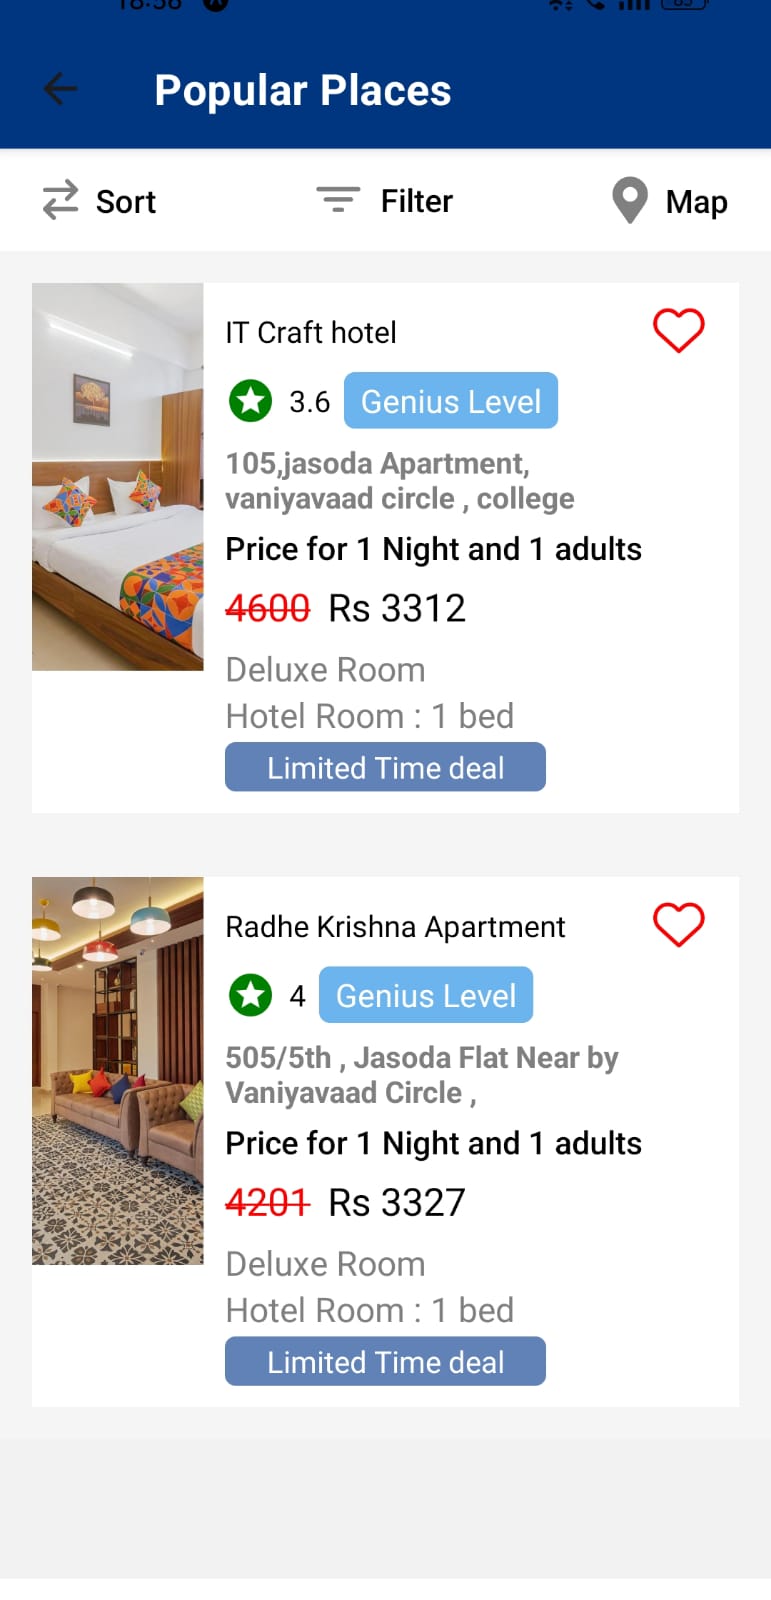 18:56
85
Popular Places
Sort
Filter
Map
IT Craft hotel
3.6 Genius Level
105,jasoda Apartment,
vaniyavaad circle , college
Price for 1 Night and 1 adults
4600 Rs 3312
Deluxe Room
Hotel Room : 1 bed
Limited Time deal
Radhe Krishna Apartment
4 Genius Level
505/5th , Jasoda Flat Near by
Vaniyavaad Circle ,
Price for 1 Night and 1 adults
4201 Rs 3327
Deluxe Room
Hotel Room : 1 bed
Limited Time deal